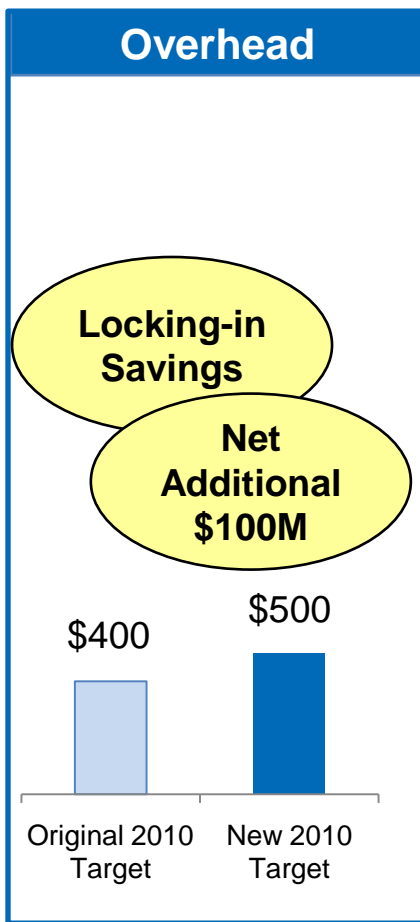 Overhead
Locking-in
Savings
Net
Additional
$100M
$400
$500
Original 2010
Target
New 2010
Target